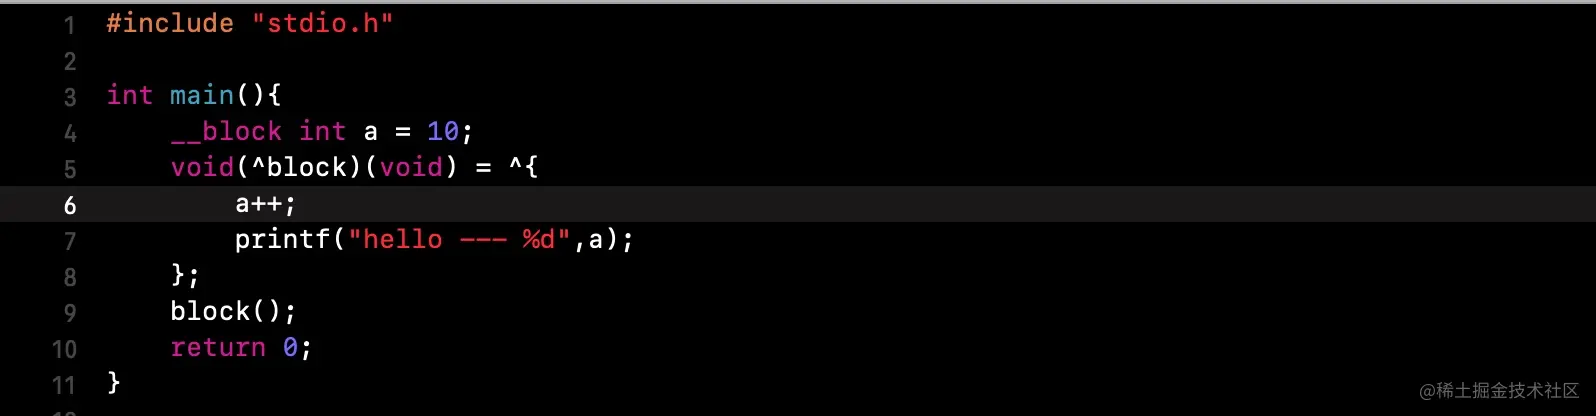 1 #include "stdio.h"
2
3 int main(){
4     __block int a = 10;
5     void(^block)(void) = ^{
6         a++;
7         printf("hello --- %d",a);
8     };
9     block();
10     return 0;
11 }
@稀土掘金技术社区